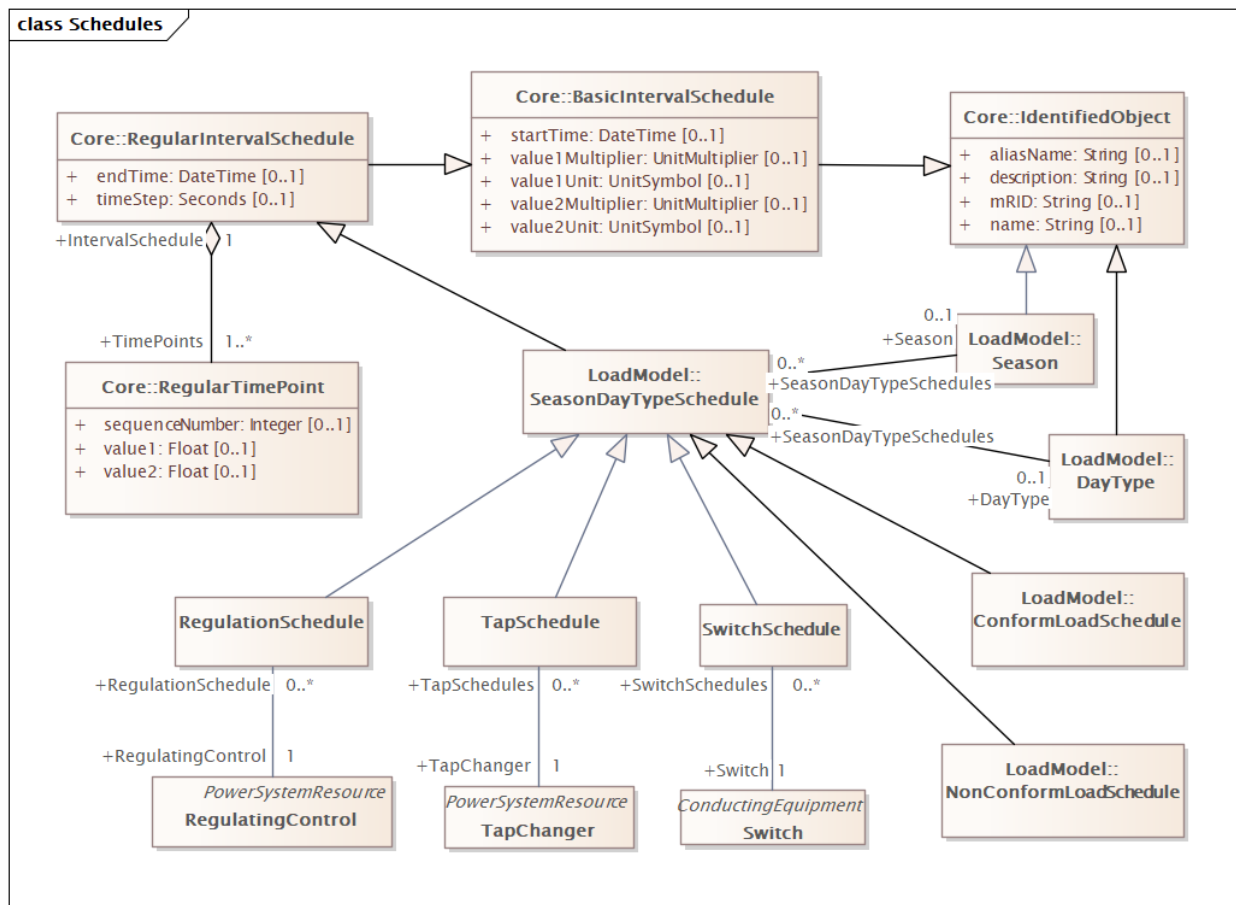 class Schedules
Core::RegularIntervalSchedule
+ endTime: DateTime [0..1]
+ timeStep: Seconds [0..1]
Core::BasicIntervalSchedule
+ startTime: DateTime [0..1]
+ value1Multiplier: UnitMultiplier [0..1]
+ value1Unit: UnitSymbol [0..1]
+ value2Multiplier: UnitMultiplier [0..1]
+ value2Unit: UnitSymbol [0..1]
Core::IdentifiedObject
+ aliasName: String [0..1]
+ description: String [0..1]
+ mRID: String [0..1]
+ name: String [0..1]
+IntervalSchedule 1
+TimePoints 1..*
Core::RegularTimePoint
+ sequenceNumber: Integer [0..1]
+ value1: Float [0..1]
+ value2: Float [0..1]
LoadModel::
SeasonDayTypeSchedule
0..1
+Season
0..*
+SeasonDayTypeSchedules
LoadModel::
Season
0..*
+SeasonDayTypeSchedules
0..1
+DayType
LoadModel::
DayType
RegulationSchedule
TapSchedule
SwitchSchedule
LoadModel::
ConformLoadSchedule
+RegulationSchedule 0..*
+TapSchedules 0..*
+SwitchSchedules 0..*
+RegulatingControl 1
+TapChanger 1
+Switch 1
PowerSystemResource
RegulatingControl
PowerSystemResource
TapChanger
ConductingEquipment
Switch
LoadModel::
NonConformLoadSchedule